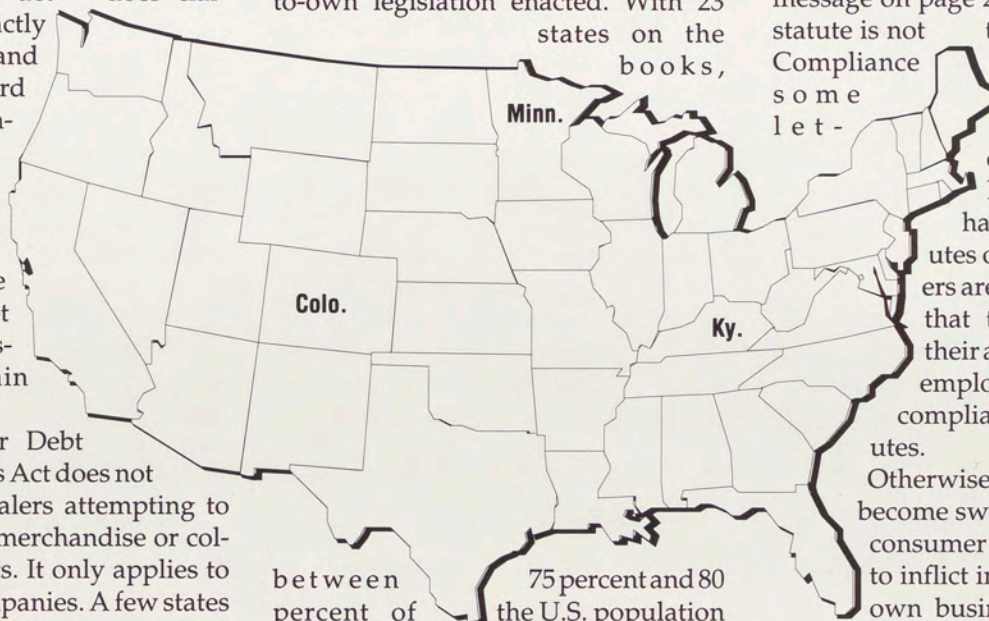 and
r Debt
s Act does not
alers attempting to
merchandise or col-
s. It only applies to
panies. A few states
to-own legislation enacted. With 23
states on the
books,
between 75 percent and 80
percent of the U.S. population
message on page 2
statute is not
Compliance
some
let-
utes o
ers are
that t
their a
emplo
complia
utes.
Otherwise
become sw
consumer
to inflict in
own busin
Minn.
Colo.
Ky.